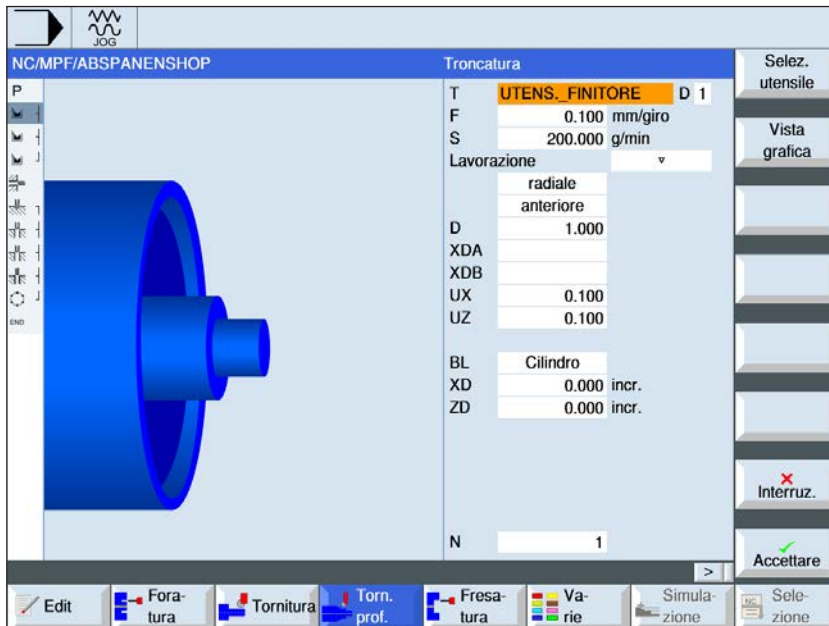 JOG
NC/MPF/ABSPANENSHOP
Troncatura
P
END
T UTENS._FINITORE D 1
F 0.100 mm/giro
S 200.000 g/min
Lavorazione ▿
radiale
anteriore
D 1.000
XDA
XDB
UX 0.100
UZ 0.100
BL Cilindro
XD 0.000 incr.
ZD 0.000 incr.
N 1
>
Selez.
utensile
Vista
grafica
Interruz.
Accettare
Edit
Fora-
tura
Tornitura
Torn.
prof.
Fresa-
tura
Va-
rie
Simula-
zione
NC
Sele-
zione